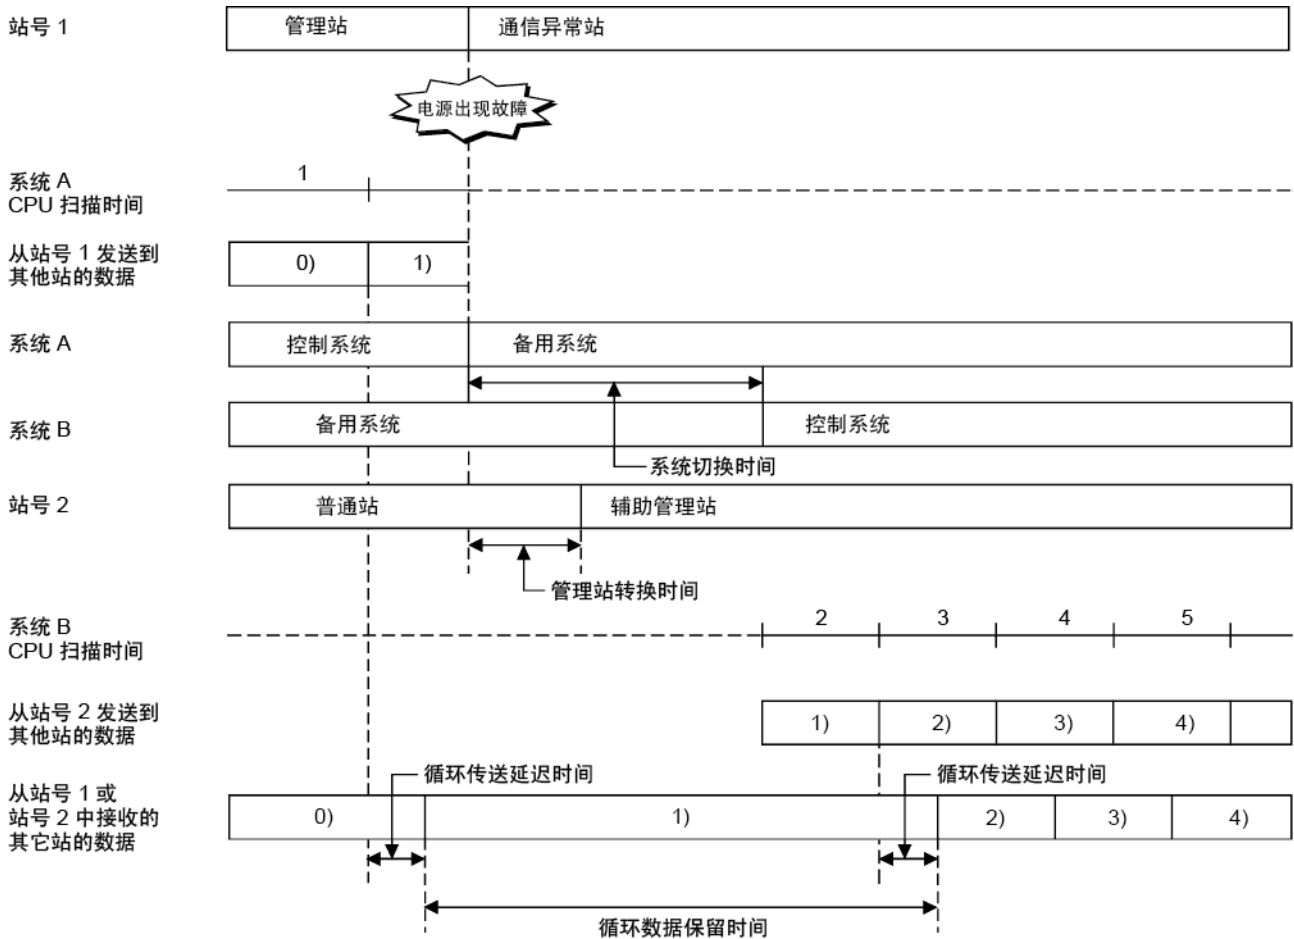 站号 1
管理站
通信异常站
电源出现故障
系统 A
CPU 扫描时间
1
从站号 1 发送到
其他站的数据
0)
1)
系统 A
控制系统
备用系统
系统 B
备用系统
控制系统
系统切换时间
站号 2
普通站
辅助管理站
管理站转换时间
系统 B
CPU 扫描时间
2
3
4
5
从站号 2 发送到
其他站的数据
1)
2)
3)
4)
循环传送延迟时间
循环传送延迟时间
从站号 1 或
站号 2 中接收的
其它站的数据
0)
1)
2)
3)
4)
循环数据保留时间